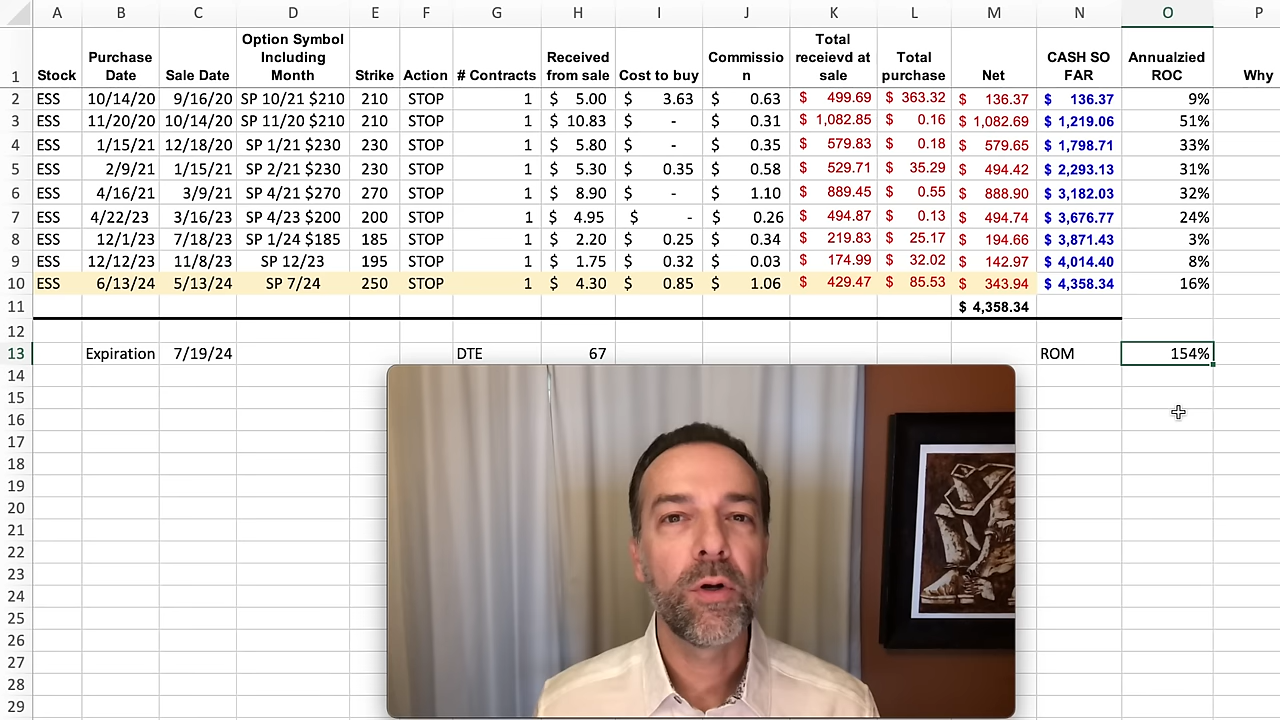 A B C D E F G H I J K L M N O P
1 Stock Purchase Date Sale Date Option Symbol Including Month Strike Action # Contracts Received from sale Cost to buy Commissio n Total receievd at sale Total purchase Net CASH SO FAR Annualzied ROC Why
2 ESS 10/14/20 9/16/20 SP 10/21 $210 210 STOP 1 $ 5.00 $ 3.63 $ 0.63 $ 499.69 $ 363.32 $ 136.37 $ 136.37 9%
3 ESS 11/20/20 10/14/20 SP 11/20 $210 210 STOP 1 $ 10.83 $ - $ 0.31 $ 1,082.85 $ 0.16 $ 1,082.69 $ 1,219.06 51%
4 ESS 1/15/21 12/18/20 SP 1/21 $230 230 STOP 1 $ 5.80 $ - $ 0.35 $ 579.83 $ 0.18 $ 579.65 $ 1,798.71 33%
5 ESS 2/9/21 1/15/21 SP 2/21 $230 230 STOP 1 $ 5.30 $ 0.35 $ 0.58 $ 529.71 $ 35.29 $ 494.42 $ 2,293.13 31%
6 ESS 4/16/21 3/9/21 SP 4/21 $270 270 STOP 1 $ 8.90 $ - $ 1.10 $ 889.45 $ 0.55 $ 888.90 $ 3,182.03 32%
7 ESS 4/22/23 3/16/23 SP 4/23 $200 200 STOP 1 $ 4.95 $ - $ 0.26 $ 494.87 $ 0.13 $ 494.74 $ 3,676.77 24%
8 ESS 12/1/23 7/18/23 SP 1/24 $185 185 STOP 1 $ 2.20 $ 0.25 $ 0.34 $ 219.83 $ 25.17 $ 194.66 $ 3,871.43 3%
9 ESS 12/12/23 11/8/23 SP 12/23 195 STOP 1 $ 1.75 $ 0.32 $ 0.03 $ 174.99 $ 32.02 $ 142.97 $ 4,014.40 8%
10 ESS 6/13/24 5/13/24 SP 7/24 250 STOP 1 $ 4.30 $ 0.85 $ 1.06 $ 429.47 $ 85.53 $ 343.94 $ 4,358.34 16%
11 $ 4,358.34
12
13 Expiration 7/19/24 DTE 67 ROM 154%
14
15
16
17
18
19
20
21
22
23
24
25
26
27
28
29